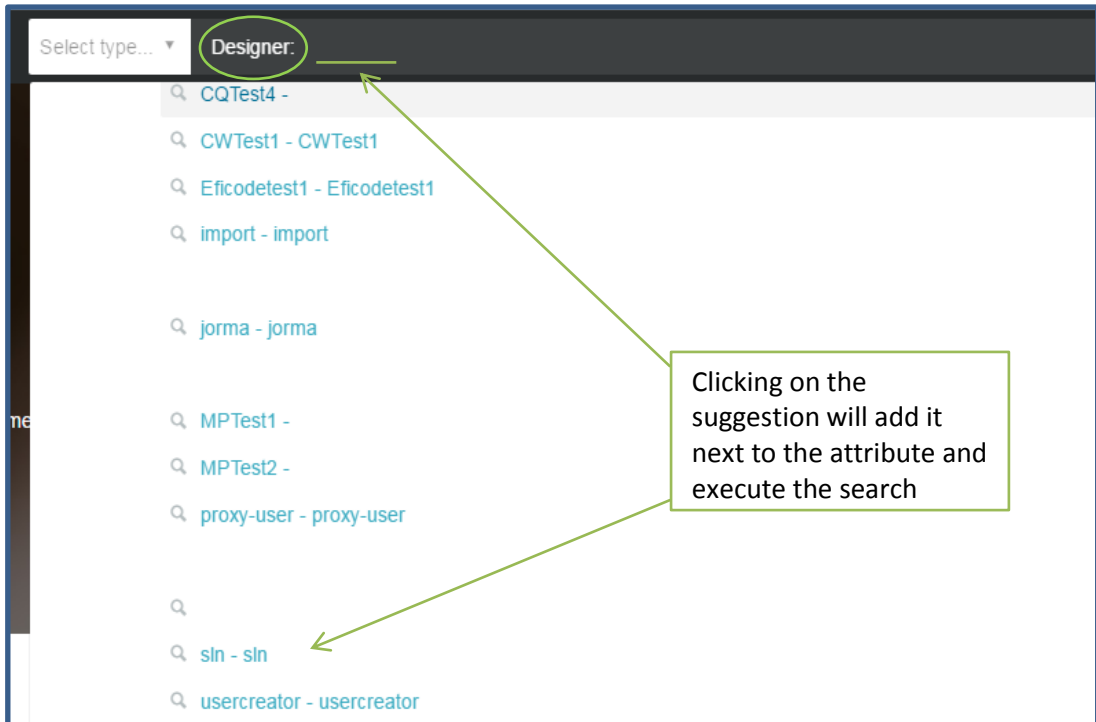 Select type... ▼ Designer:
CQTest4 -
CWTest1 - CWTest1
Eficodetest1 - Eficodetest1
import - import
jorma - jorma
Clicking on the
suggestion will add it
next to the attribute and
execute the search
me
MPTest1 -
MPTest2 -
proxy-user - proxy-user
sln - sln
usercreator - usercreator